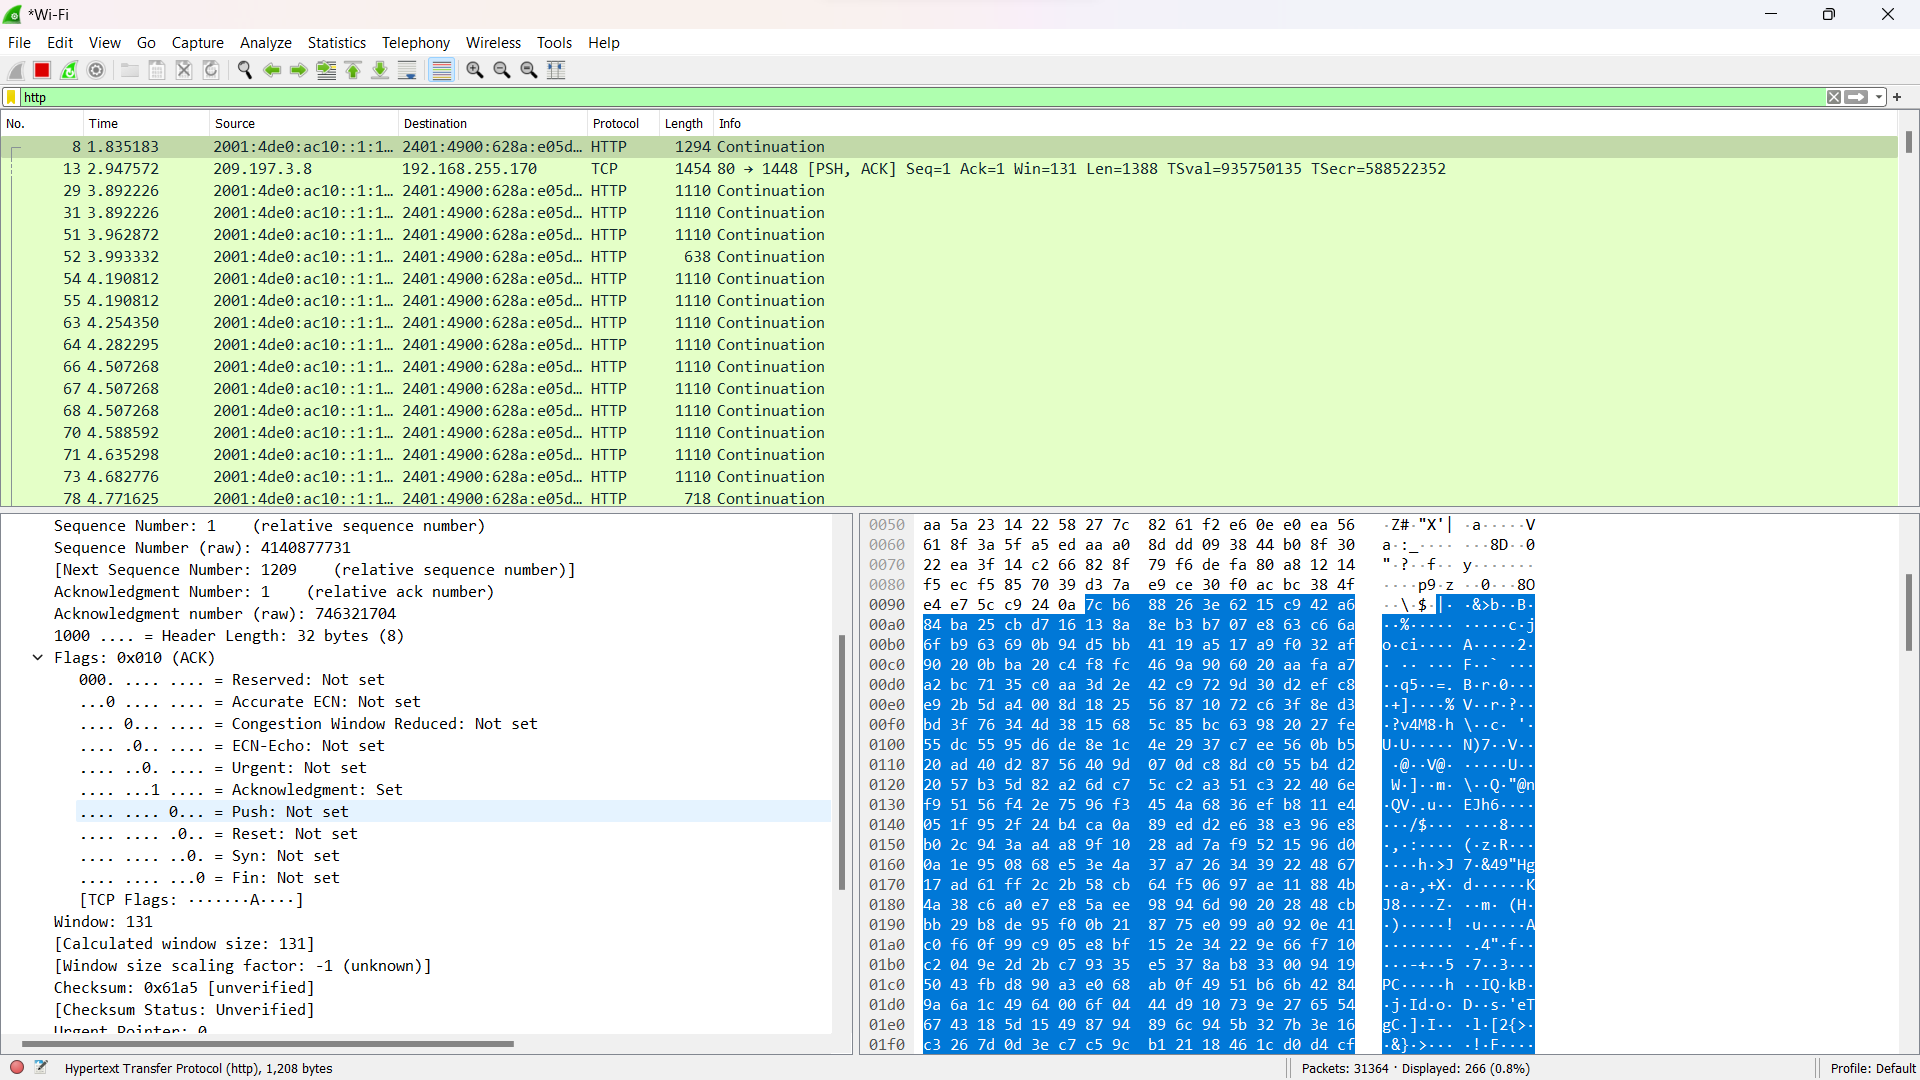 *Wi-Fi
File Edit View Go Capture Analyze Statistics Telephony Wireless Tools Help
http
No. Time Source Destination Protocol Length Info
8 1.835183 2001:4de0:ac10::1:1… 2401:4900:628a:e05d… HTTP 1294 Continuation
13 2.947572 209.197.3.8 192.168.255.170 TCP 1454 80 → 1448 [PSH, ACK] Seq=1 Ack=1 Win=131 Len=1388 TSval=935750135 TSecr=588522352
29 3.892226 2001:4de0:ac10::1:1… 2401:4900:628a:e05d… HTTP 1110 Continuation
31 3.892226 2001:4de0:ac10::1:1… 2401:4900:628a:e05d… HTTP 1110 Continuation
51 3.962872 2001:4de0:ac10::1:1… 2401:4900:628a:e05d… HTTP 1110 Continuation
52 3.993332 2001:4de0:ac10::1:1… 2401:4900:628a:e05d… HTTP 638 Continuation
54 4.190812 2001:4de0:ac10::1:1… 2401:4900:628a:e05d… HTTP 1110 Continuation
55 4.190812 2001:4de0:ac10::1:1… 2401:4900:628a:e05d… HTTP 1110 Continuation
63 4.254350 2001:4de0:ac10::1:1… 2401:4900:628a:e05d… HTTP 1110 Continuation
64 4.282295 2001:4de0:ac10::1:1… 2401:4900:628a:e05d… HTTP 1110 Continuation
66 4.507268 2001:4de0:ac10::1:1… 2401:4900:628a:e05d… HTTP 1110 Continuation
67 4.507268 2001:4de0:ac10::1:1… 2401:4900:628a:e05d… HTTP 1110 Continuation
68 4.507268 2001:4de0:ac10::1:1… 2401:4900:628a:e05d… HTTP 1110 Continuation
70 4.588592 2001:4de0:ac10::1:1… 2401:4900:628a:e05d… HTTP 1110 Continuation
71 4.635298 2001:4de0:ac10::1:1… 2401:4900:628a:e05d… HTTP 1110 Continuation
73 4.682776 2001:4de0:ac10::1:1… 2401:4900:628a:e05d… HTTP 1110 Continuation
78 4.771625 2001:4de0:ac10::1:1… 2401:4900:628a:e05d… HTTP 718 Continuation
Sequence Number: 1 (relative sequence number)
Sequence Number (raw): 4140877731
[Next Sequence Number: 1209 (relative sequence number)]
Acknowledgment Number: 1 (relative ack number)
Acknowledgment number (raw): 746321704
1000 .... = Header Length: 32 bytes (8)
Flags: 0x010 (ACK)
000. .... .... = Reserved: Not set
...0 .... .... = Accurate ECN: Not set
.... 0... .... = Congestion Window Reduced: Not set
.... .0.. .... = ECN-Echo: Not set
.... ..0. .... = Urgent: Not set
.... ...1 .... = Acknowledgment: Set
.... .... 0... = Push: Not set
.... .... .0.. = Reset: Not set
.... .... ..0. = Syn: Not set
.... .... ...0 = Fin: Not set
[TCP Flags: ·······A····]
Window: 131
[Calculated window size: 131]
[Window size scaling factor: -1 (unknown)]
Checksum: 0x61a5 [unverified]
[Checksum Status: Unverified]
Urgent Pointer: 0
0050 aa 5a 23 14 22 58 27 7c 82 61 f2 e6 0e e0 ea 56 ·Z#·"X'| ·a·····V
0060 61 8f 3a 5f a5 ed aa a0 8d dd 09 38 44 b0 8f 30 a·:_···· ···8D··0
0070 22 ea 3f 14 c2 66 82 8f 79 f6 de fa 80 a8 12 14 "·?··f·· y·······
0080 f5 ec f5 85 70 39 d3 7a e9 ce 30 f0 ac bc 38 4f ····p9·z ··0···8O
0090 e4 e7 5c c9 24 0a 7c b6 88 26 3e 62 15 c9 42 a6 ··\·$·|· ·&>b··B·
00a0 84 ba 25 cb d7 16 13 8a 8e b3 b7 07 e8 63 c6 6a ··%····· ·····c·j
00b0 6f b9 63 69 0b 94 d5 bb 41 19 a5 17 a9 f0 32 af o·ci···· A·····2·
00c0 90 20 0b ba 20 c4 f8 fc 46 9a 90 60 20 aa fa a7 · ·· ··· F··` ···
00d0 a2 bc 71 35 c0 aa 3d 2e 42 c9 72 9d 30 d2 ef c8 ··q5··=. B·r·0···
00e0 e9 2b 5d a4 00 8d 18 25 56 87 10 72 c6 3f 8e d3 ·+]····% V··r·?··
00f0 bd 3f 76 34 4d 38 15 68 5c 85 bc 63 98 20 27 fe ·?v4M8·h \··c· '·
0100 55 dc 55 95 d6 de 8e 1c 4e 29 37 c7 ee 56 0b b5 U·U····· N)7··V··
0110 20 ad 40 d2 87 56 40 9d 07 0d c8 8d c0 55 b4 d2 ·@··V@· ·····U··
0120 20 57 b3 5d 82 a2 6d c7 5c c2 a3 51 c3 22 40 6e W·]··m· \··Q·"@n
0130 f9 51 56 f4 2e 75 96 f3 45 4a 68 36 ef b8 11 e4 ·QV·.u·· EJh6····
0140 05 1f 95 2f 24 b4 ca 0a 89 ed d2 e6 38 e3 96 e8 ···/$··· ····8···
0150 b0 2c 94 3a a4 a8 9f 10 28 ad 7a f9 52 15 96 d0 ·,·:···· (·z·R···
0160 0a 1e 95 08 68 e5 3e 4a 37 a7 26 34 39 22 48 67 ····h·>J 7·&49"Hg
0170 17 ad 61 ff 2c 2b 58 cb 64 f5 06 97 ae 11 88 4b ··a·,+X· d······K
0180 4a 38 c6 a0 e7 e8 5a ee 98 94 6d 90 20 28 48 cb J8····Z· ··m· (H·
0190 bb 29 b8 de 95 f0 0b 21 87 75 e0 99 a0 92 0e 41 ·)·····! ·u·····A
01a0 c0 f6 0f 99 c9 05 e8 bf 15 2e 34 22 9e 66 f7 10 ········ ·.4"·f··
01b0 c2 04 9e 2d 2b c7 93 35 e5 37 8a b8 33 00 94 19 ···-+··5 ·7··3···
01c0 50 43 fb d8 90 a3 e0 68 ab 0f 49 51 b6 6b 42 84 PC·····h ··IQ·kB·
01d0 9a 6a 1c 49 64 00 6f 04 44 d9 10 73 9e 27 65 54 ·j·Id·o· D··s·'eT
01e0 67 43 18 5d 15 49 87 94 89 6c 94 5b 32 7b 3e 16 gC·]·I·· ·l·[2{>·
01f0 c3 26 7d 0d 3e c7 c5 9c b1 21 18 46 1c d0 d4 cf ·&}·>··· ·!·F····
Hypertext Transfer Protocol (http), 1,208 bytes
Packets: 31364 · Displayed: 266 (0.8%)
Profile: Default